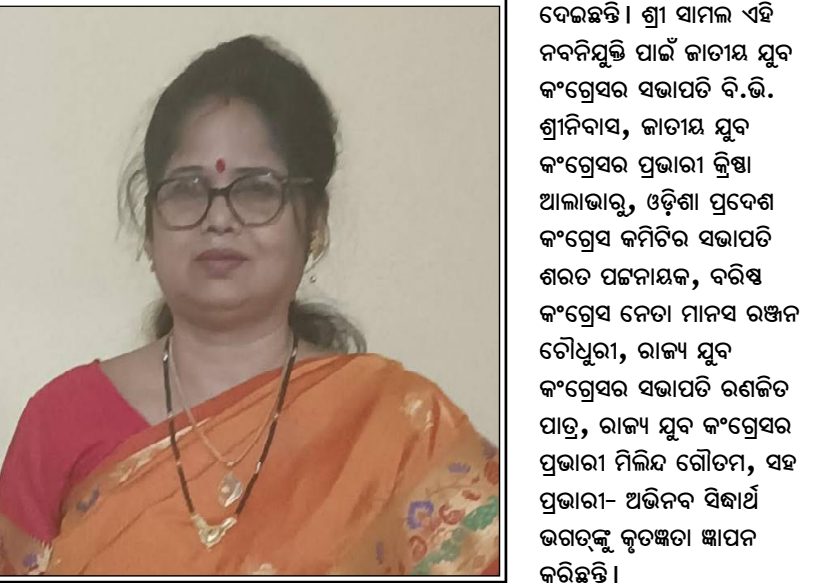 ଦେଇଛନ୍ତି। ଶ୍ରୀ ସାମଲ ଏହି
ନବନିଯୁକ୍ତି ପାଇଁ ଜାତୀୟ ଯୁବ
କଂଗ୍ରେସର ସଭାପତି ବି.ଭି.
ଶ୍ରୀନିବାସ, ଜାତୀୟ ଯୁବ
କଂଗ୍ରେସର ପ୍ରଭାରୀ କ୍ରିଷ୍ଣା
ଆଲାଭାରୁ, ଓଡ଼ିଶା ପ୍ରଦେଶ
କଂଗ୍ରେସ କମିଟିର ସଭାପତି
ଶରତ ପଟ୍ଟନାୟକ, ବରିଷ୍ଠ
କଂଗ୍ରେସ ନେତା ମାନସ ରଞ୍ଜନ
ଚୌଧୁରୀ, ରାଜ୍ୟ ଯୁବ
କଂଗ୍ରେସର ସଭାପତି ରଣଜିତ
ପାତ୍ର, ରାଜ୍ୟ ଯୁବ କଂଗ୍ରେସର
ପ୍ରଭାରୀ ମିଲିନ୍ଦ ଗୌତମ, ସହ
ପ୍ରଭାରୀ- ଅଭିନବ ସିଦ୍ଧାର୍ଥ
ଭଗତ୍‌ଙ୍କୁ କୃତଜ୍ଞତା ଜ୍ଞାପନ
କରିଛନ୍ତି।